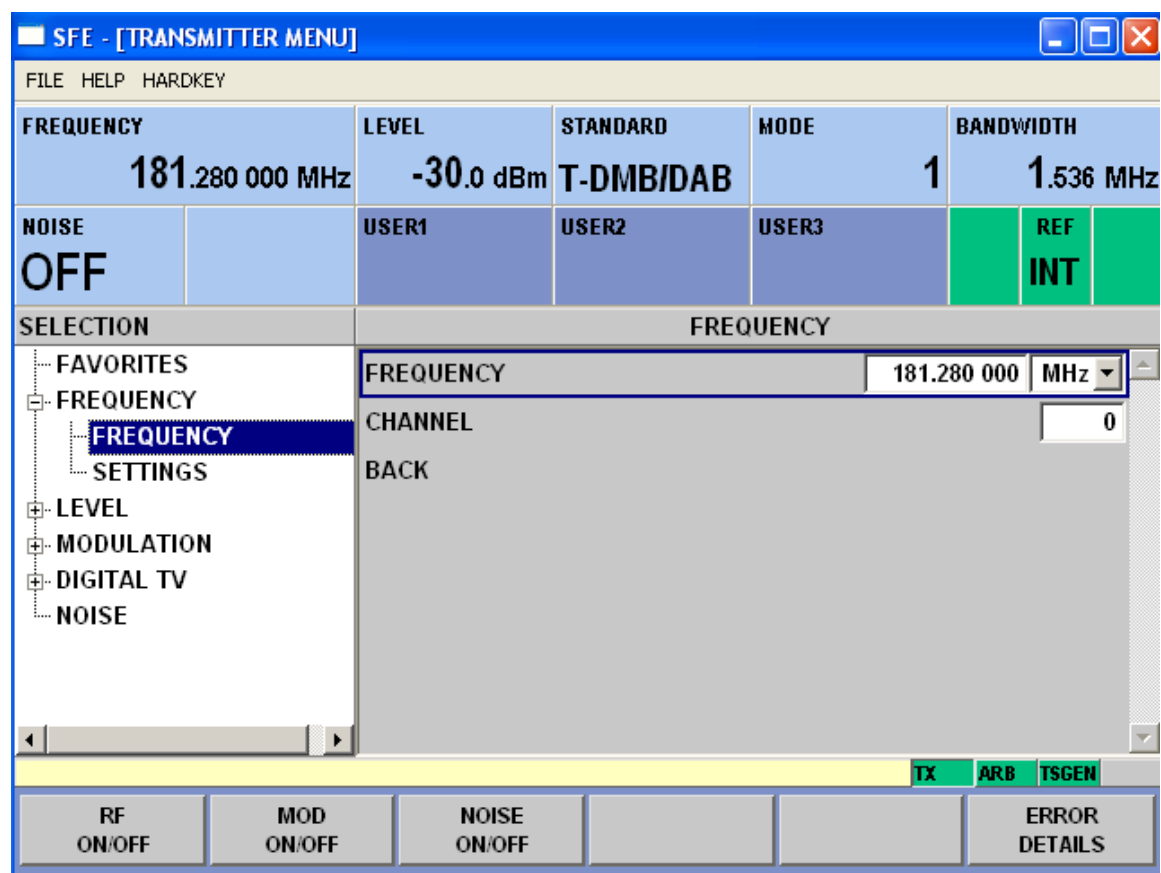 SFE - [TRANSMITTER MENU]
FILE HELP HARDKEY
FREQUENCY LEVEL STANDARD MODE BANDWIDTH
181.280 000 MHz -30.0 dBm T-DMB/DAB 1 1.536 MHz
NOISE USER1 USER2 USER3 REF
OFF INT
SELECTION FREQUENCY
FAVORITES
FREQUENCY
FREQUENCY
SETTINGS
LEVEL
MODULATION
DIGITAL TV
NOISE
FREQUENCY 181.280 000 MHz
CHANNEL 0
BACK
TX ARB TSGEN
RF ON/OFF
MOD ON/OFF
NOISE ON/OFF
ERROR DETAILS